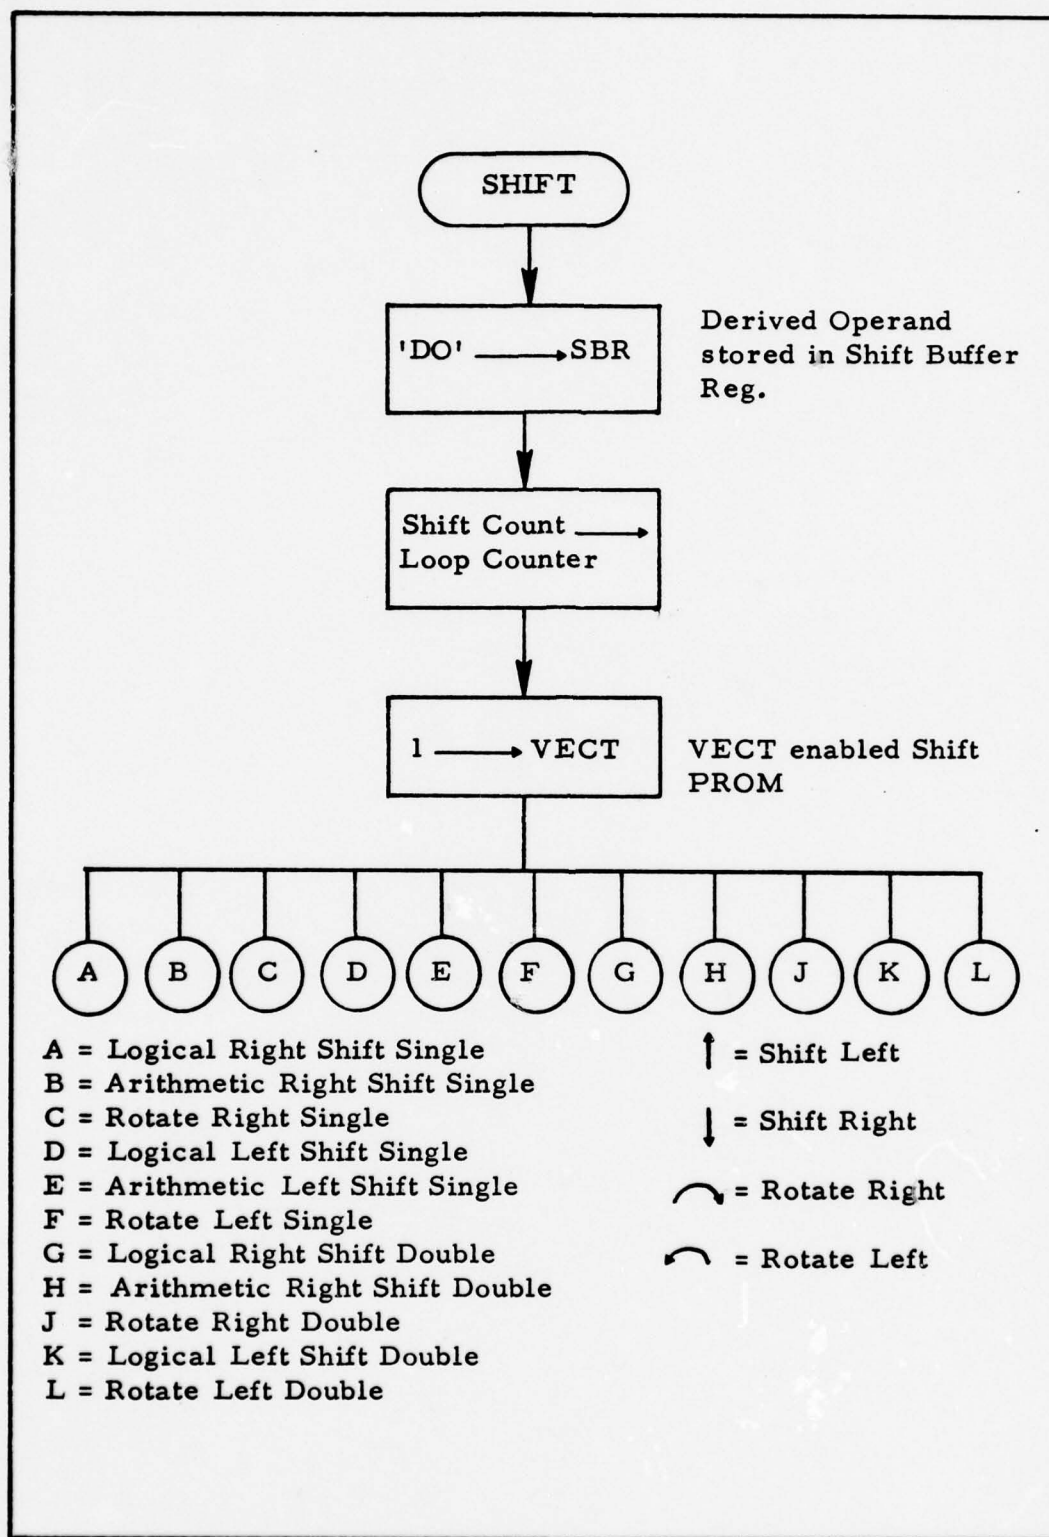 SHIFT
'DO' → SBR
Derived Operand
stored in Shift Buffer
Reg.
Shift Count →
Loop Counter
1 → VECT
VECT enabled Shift
PROM
A B C D E F G H J K L
A = Logical Right Shift Single
B = Arithmetic Right Shift Single
C = Rotate Right Single
D = Logical Left Shift Single
E = Arithmetic Left Shift Single
F = Rotate Left Single
G = Logical Right Shift Double
H = Arithmetic Right Shift Double
J = Rotate Right Double
K = Logical Left Shift Double
L = Rotate Left Double
↑ = Shift Left
↓ = Shift Right
↷ = Rotate Right
↶ = Rotate Left